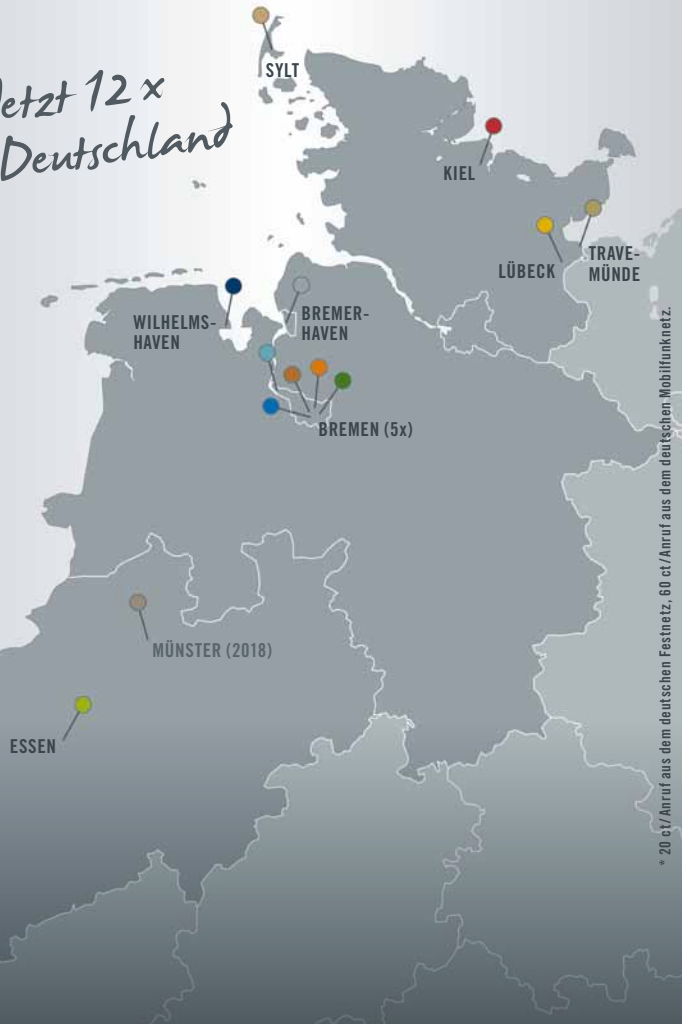 Jetzt 12 x
Deutschland
SYLT
KIEL
LÜBECK
TRAVE-
MÜNDE
WILHELMS-
HAVEN
BREMER-
HAVEN
BREMEN (5x)
MÜNSTER (2018)
ESSEN
* 20 ct/Anruf aus dem deutschen Festnetz, 60 ct/Anruf aus dem deutschen Mobilfunknetz.